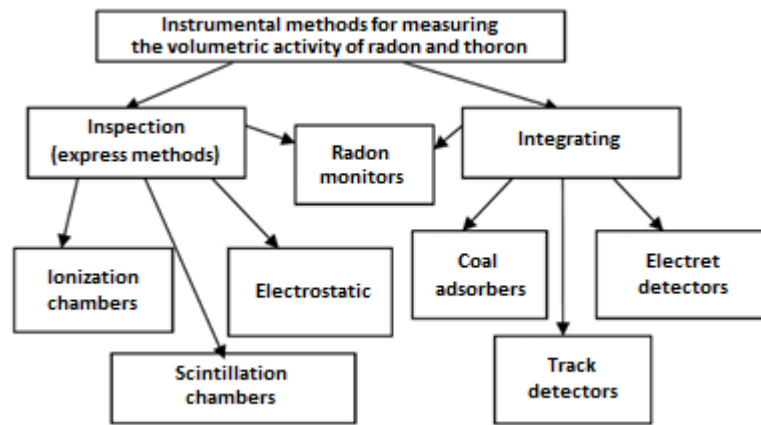 Instrumental methods for measuring
the volumetric activity of radon and thoron
Inspection
(express methods)
Radon
monitors
Integrating
Ionization
chambers
Electrostatic
Coal
adsorbers
Electret
detectors
Scintillation
chambers
Track
detectors